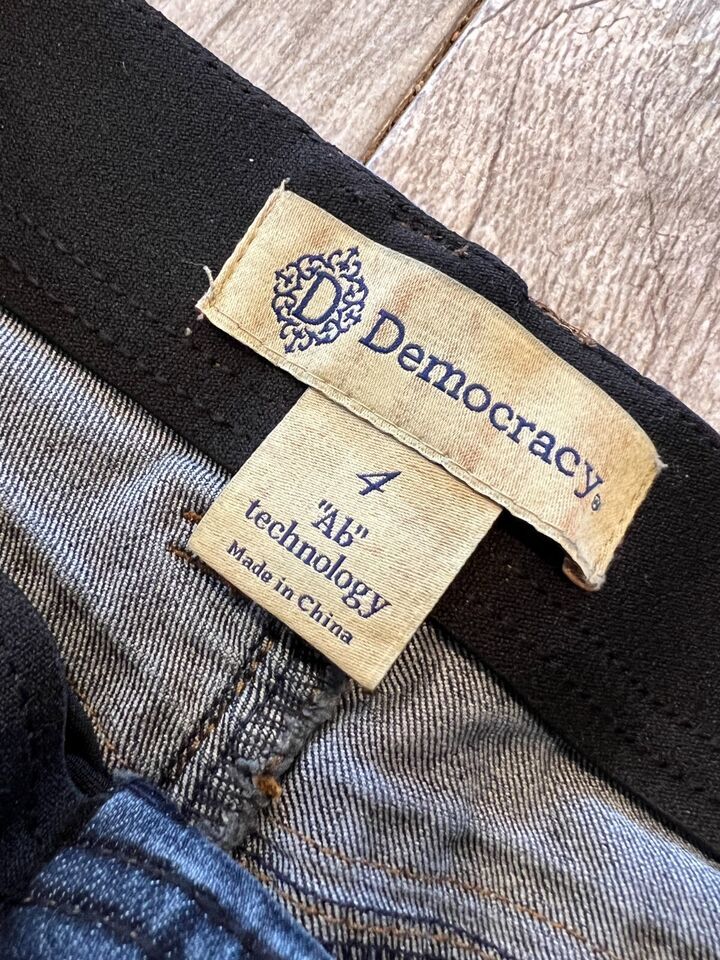 D Democracy®
4
"Ab"
technology
Made in China